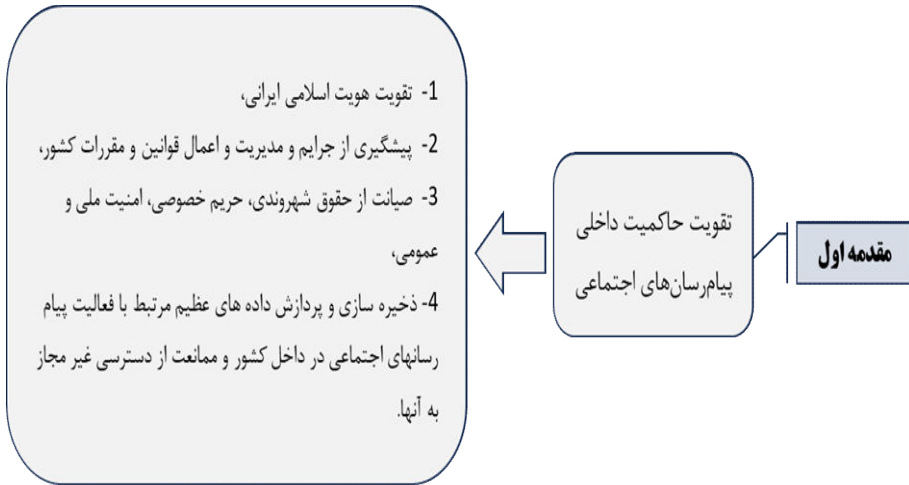 مقدمه اول
تقویت حاکمیت داخلی
پیام‌رسان‌های اجتماعی
1- تقویت هویت اسلامی ایرانی،
2- پیشگیری از جرایم و مدیریت و اعمال قوانین و مقررات کشور،
3- صیانت از حقوق شهروندی، حریم خصوصی، امنیت ملی و
عمومی،
4- ذخیره سازی و پردازش داده های عظیم مرتبط با فعالیت پیام
رسانهای اجتماعی در داخل کشور و ممانعت از دسترسی غیر مجاز
به آنها.